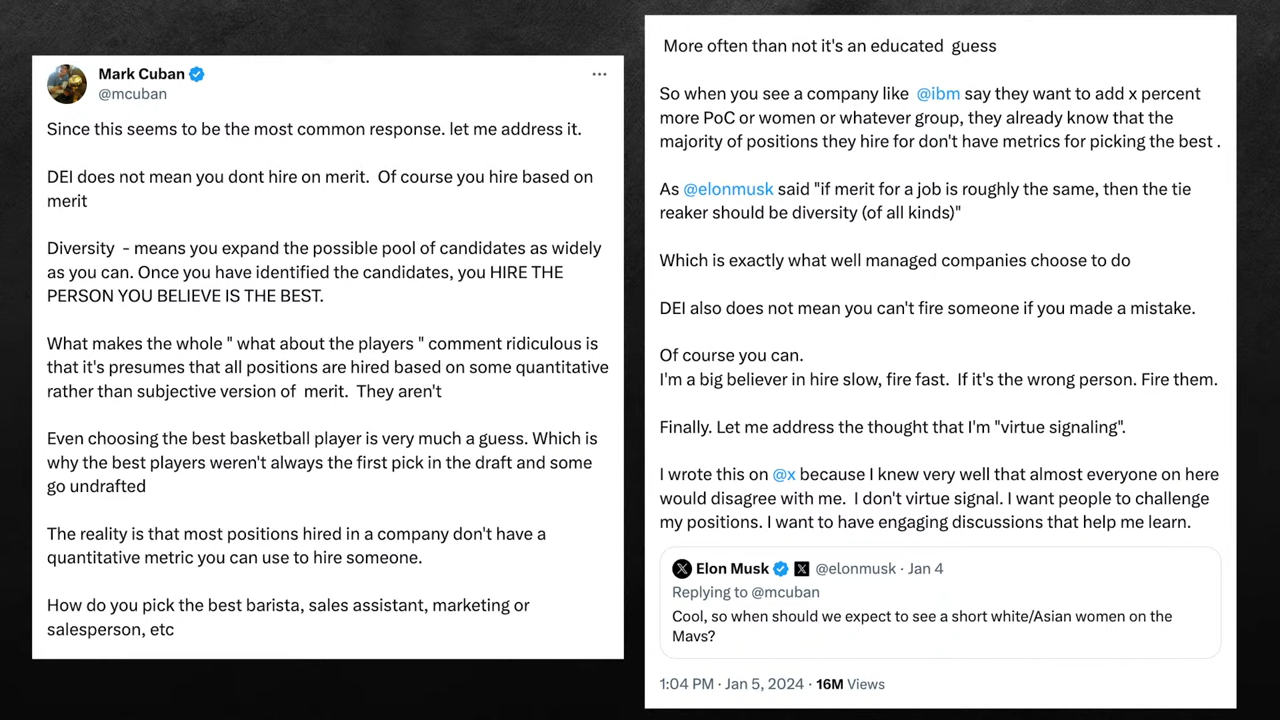 Mark Cuban
@mcuban
Since this seems to be the most common response. let me address it.
DEI does not mean you dont hire on merit.  Of course you hire based on
merit
Diversity  - means you expand the possible pool of candidates as widely
as you can. Once you have identified the candidates, you HIRE THE
PERSON YOU BELIEVE IS THE BEST.
What makes the whole " what about the players " comment ridiculous is
that it's presumes that all positions are hired based on some quantitative
rather than subjective version of  merit.  They aren't
Even choosing the best basketball player is very much a guess. Which is
why the best players weren't always the first pick in the draft and some
go undrafted
The reality is that most positions hired in a company don't have a
quantitative metric you can use to hire someone.
How do you pick the best barista, sales assistant, marketing or
salesperson, etc
More often than not it's an educated  guess
So when you see a company like  @ibm say they want to add x percent
more PoC or women or whatever group, they already know that the
majority of positions they hire for don't have metrics for picking the best .
As @elonmusk said "if merit for a job is roughly the same, then the tie
reaker should be diversity (of all kinds)"
Which is exactly what well managed companies choose to do
DEI also does not mean you can't fire someone if you made a mistake.
Of course you can.
I'm a big believer in hire slow, fire fast.  If it's the wrong person. Fire them.
Finally. Let me address the thought that I'm "virtue signaling".
I wrote this on @x because I knew very well that almost everyone on here
would disagree with me.  I don't virtue signal. I want people to challenge
my positions. I want to have engaging discussions that help me learn.
Elon Musk @elonmusk · Jan 4
Replying to @mcuban
Cool, so when should we expect to see a short white/Asian women on the
Mavs?
1:04 PM · Jan 5, 2024 · 16M Views